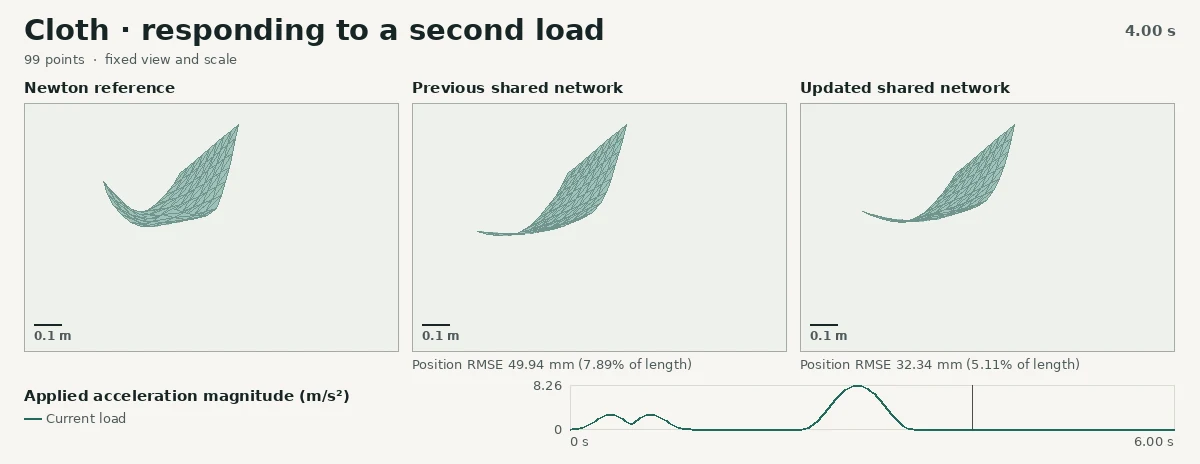 Cloth · responding to a second load
4.00 s
99 points · fixed view and scale
Newton reference
Previous shared network
Updated shared network
0.1 m
0.1 m
0.1 m
Position RMSE 49.94 mm (7.89% of length)
Position RMSE 32.34 mm (5.11% of length)
Applied acceleration magnitude (m/s²)
Current load
8.26
0
0 s
6.00 s